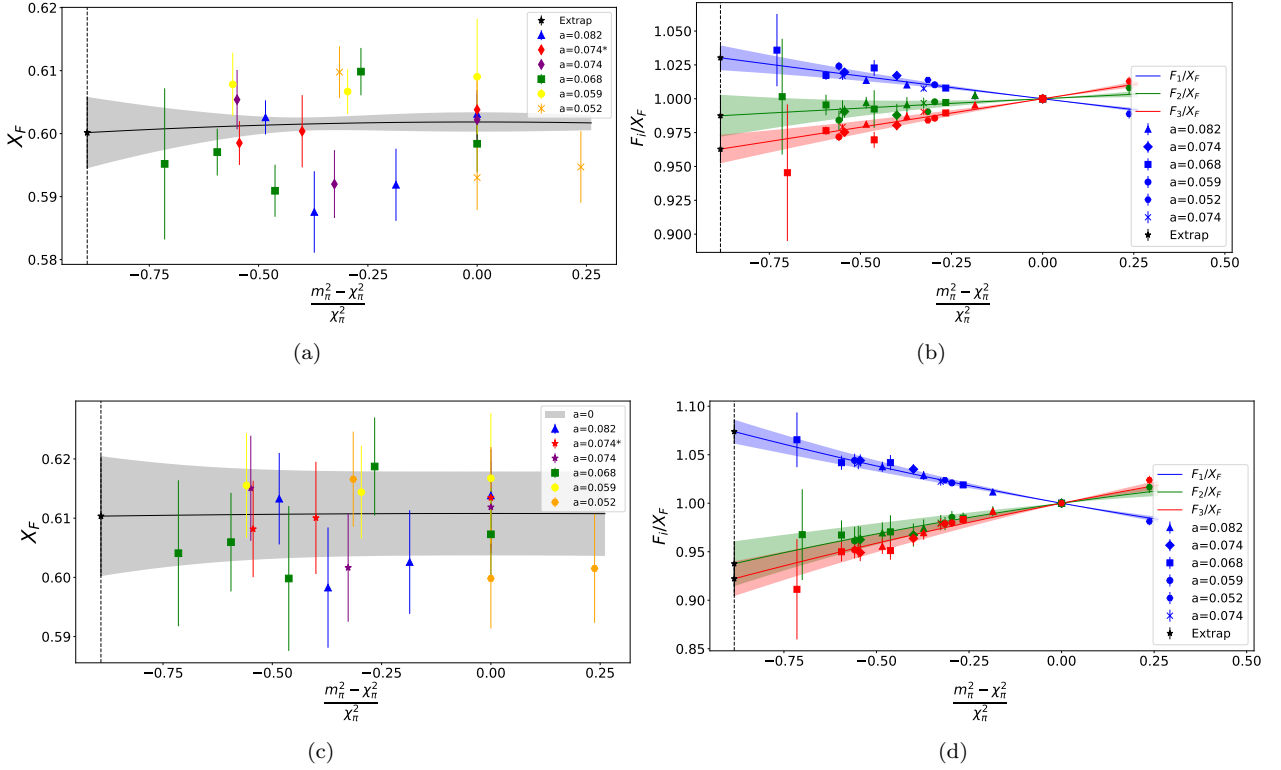 0.62
0.61
0.60
0.59
0.58
X_F
−0.75
−0.50
−0.25
0.00
0.25
m_π^2 − χ_π^2
χ_π^2
Extrap
a=0.082
a=0.074*
a=0.074
a=0.068
a=0.059
a=0.052
(a)
1.050
1.025
1.000
0.975
0.950
0.925
0.900
F_i/X_F
−0.75
−0.50
−0.25
0.00
0.25
0.50
m_π^2 − χ_π^2
χ_π^2
F_1/X_F
F_2/X_F
F_3/X_F
a=0.082
a=0.074
a=0.068
a=0.059
a=0.052
a=0.074
Extrap
(b)
0.62
0.61
0.60
0.59
X_F
−0.75
−0.50
−0.25
0.00
0.25
m_π^2 − χ_π^2
χ_π^2
a=0
a=0.082
a=0.074*
a=0.074
a=0.068
a=0.059
a=0.052
(c)
1.10
1.05
1.00
0.95
0.90
0.85
F_i/X_F
−0.75
−0.50
−0.25
0.00
0.25
0.50
m_π^2 − χ_π^2
χ_π^2
F_1/X_F
F_2/X_F
F_3/X_F
a=0.082
a=0.074
a=0.068
a=0.059
a=0.052
a=0.074
Extrap
(d)